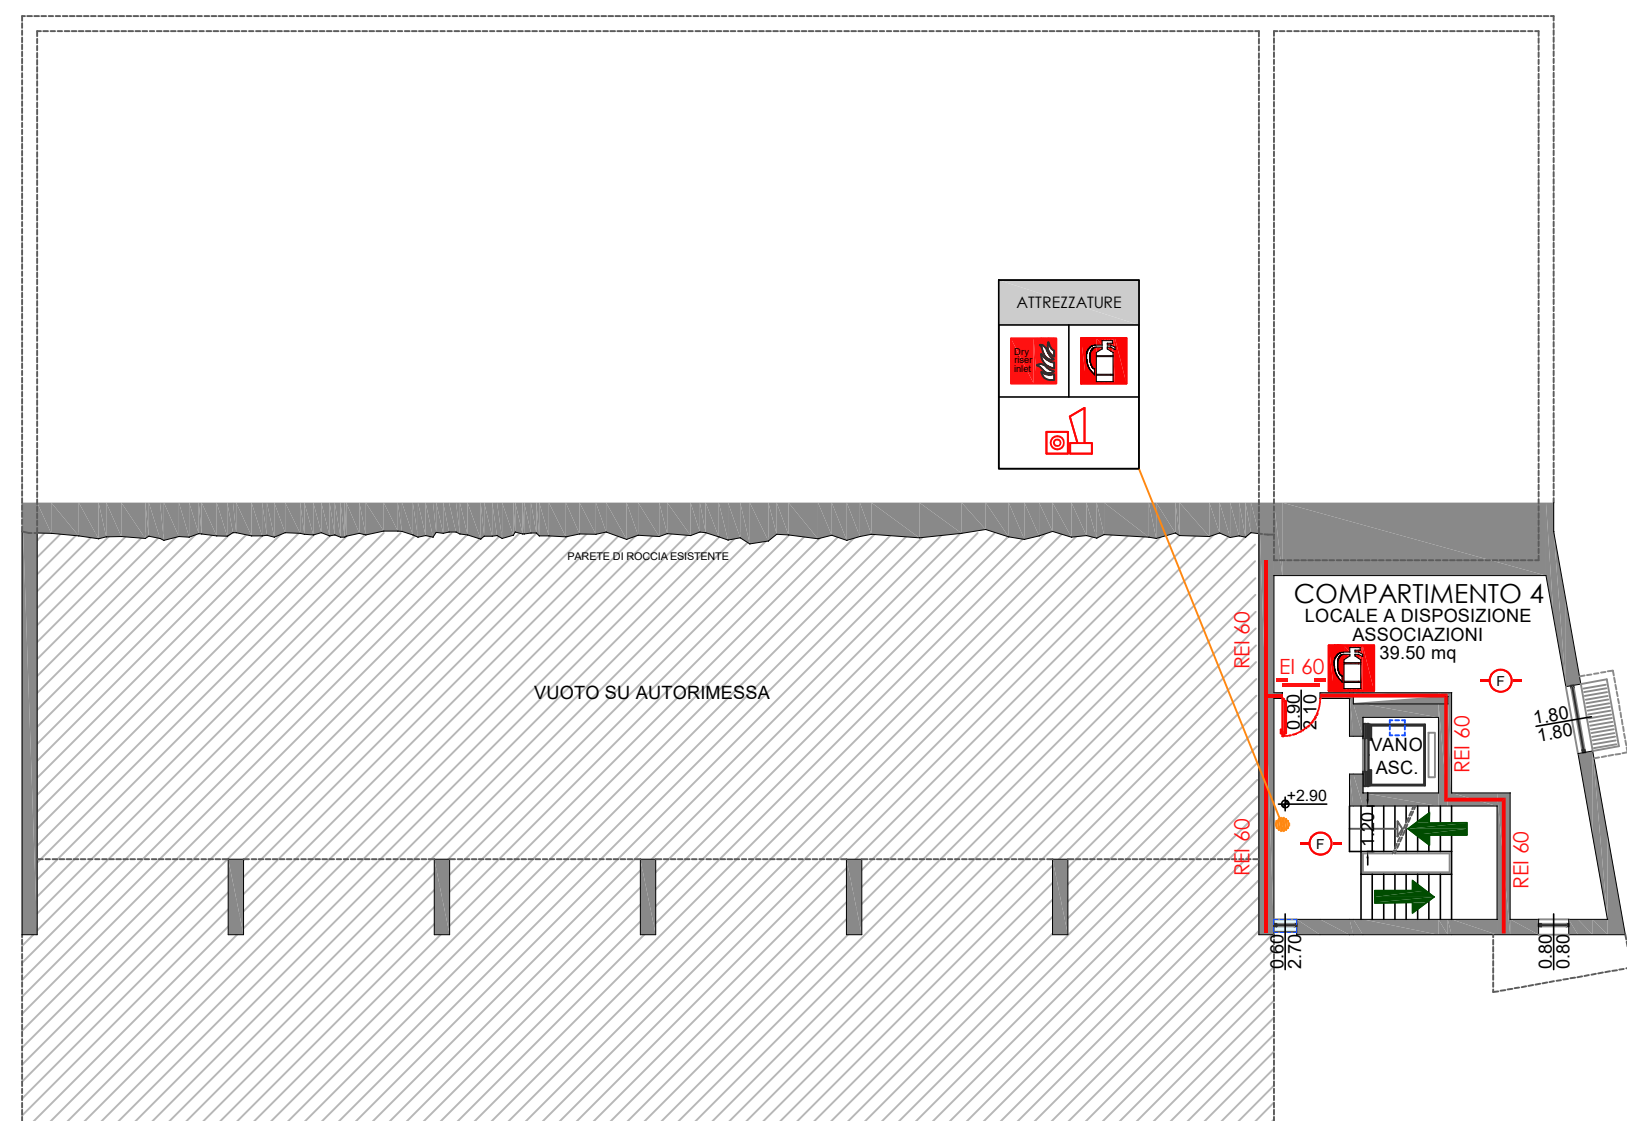 ATTREZZATURE
Dry
riser
inlet
PARETE DI ROCCIA ESISTENTE
COMPARTIMENTO 4
LOCALE A DISPOSIZIONE
ASSOCIAZIONI
39.50 mq
REI 60
EI 60
F
VUOTO SU AUTORIMESSA
0.90
2.10
1.80
1.80
REI 60
VANO
ASC.
+2.90
1.20
REI 60
F
REI 60
0.60
2.70
0.80
0.80